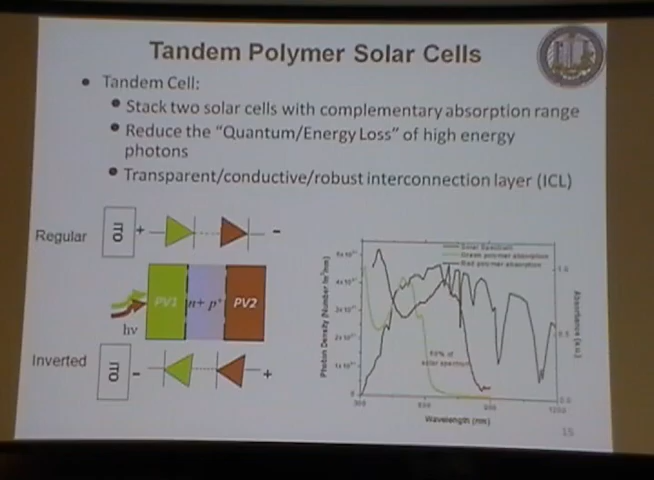 Tandem Polymer Solar Cells
Tandem Cell:
Stack two solar cells with complementary absorption range
Reduce the "Quantum/Energy Loss" of high energy
photons
Transparent/conductive/robust interconnection layer (ICL)
Regular
ITO
+
-
PV1
n+ p+
PV2
hν
Inverted
ITO
-
+
Solar Spectrum
Green polymer absorption
Red polymer absorption
Photon Density
Absorbance (a.u.)
solar spectrum
Wavelength (nm)
15